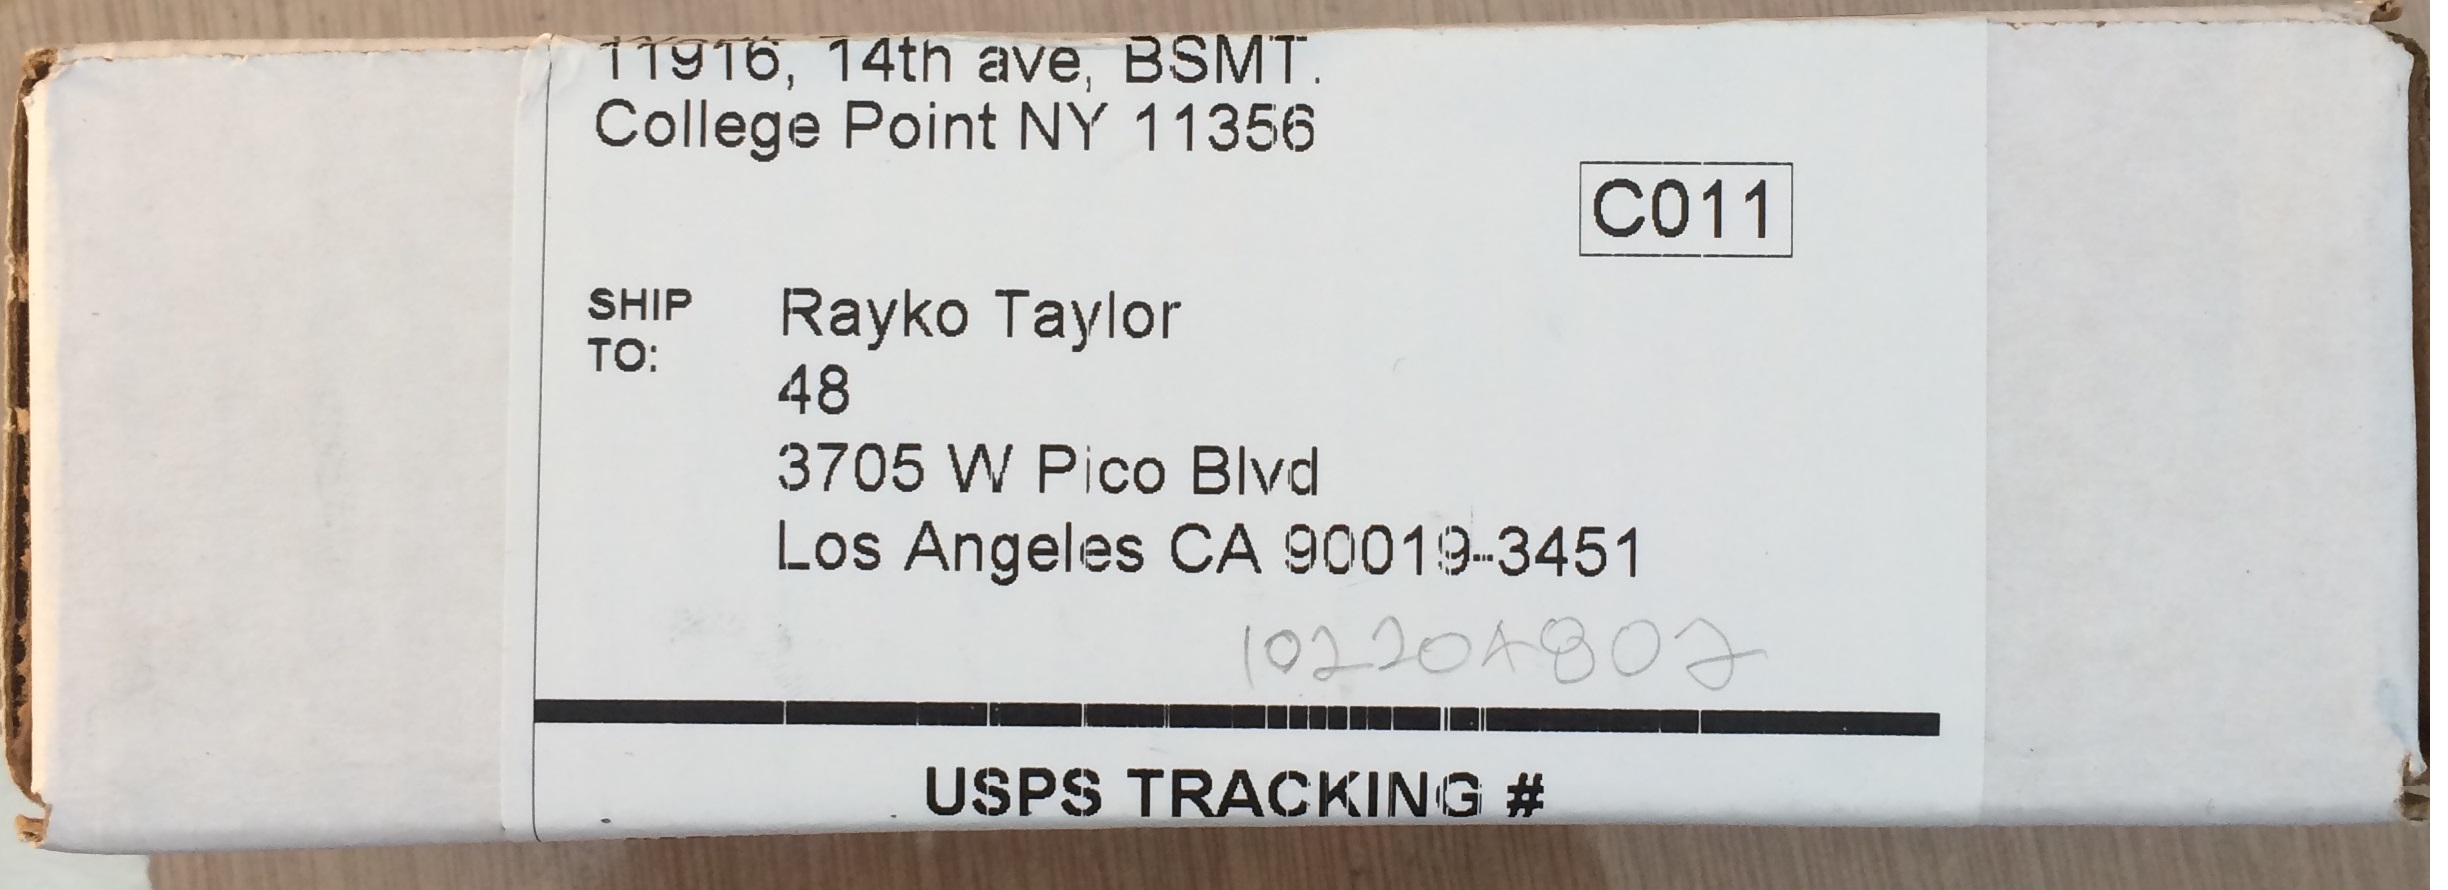 11916, 14th ave, BSMT.
College Point NY 11356
C011
SHIP TO:
Rayko Taylor
48
3705 W Pico Blvd
Los Angeles CA 90019-3451
10220A802
USPS TRACKING #